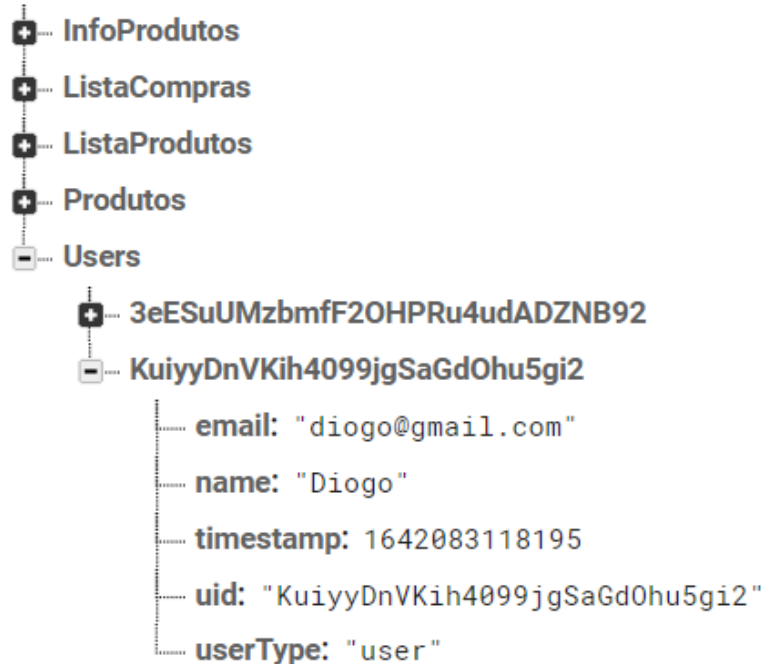 InfoProdutos
ListaCompras
ListaProdutos
Produtos
Users
3eESuUMzbmfF2OHPRu4udADZNB92
KuiyyDnVKih4099jgSaGdOhu5gi2
email: "diogo@gmail.com"
name: "Diogo"
timestamp: 1642083118195
uid: "KuiyyDnVKih4099jgSaGdOhu5gi2"
userType: "user"